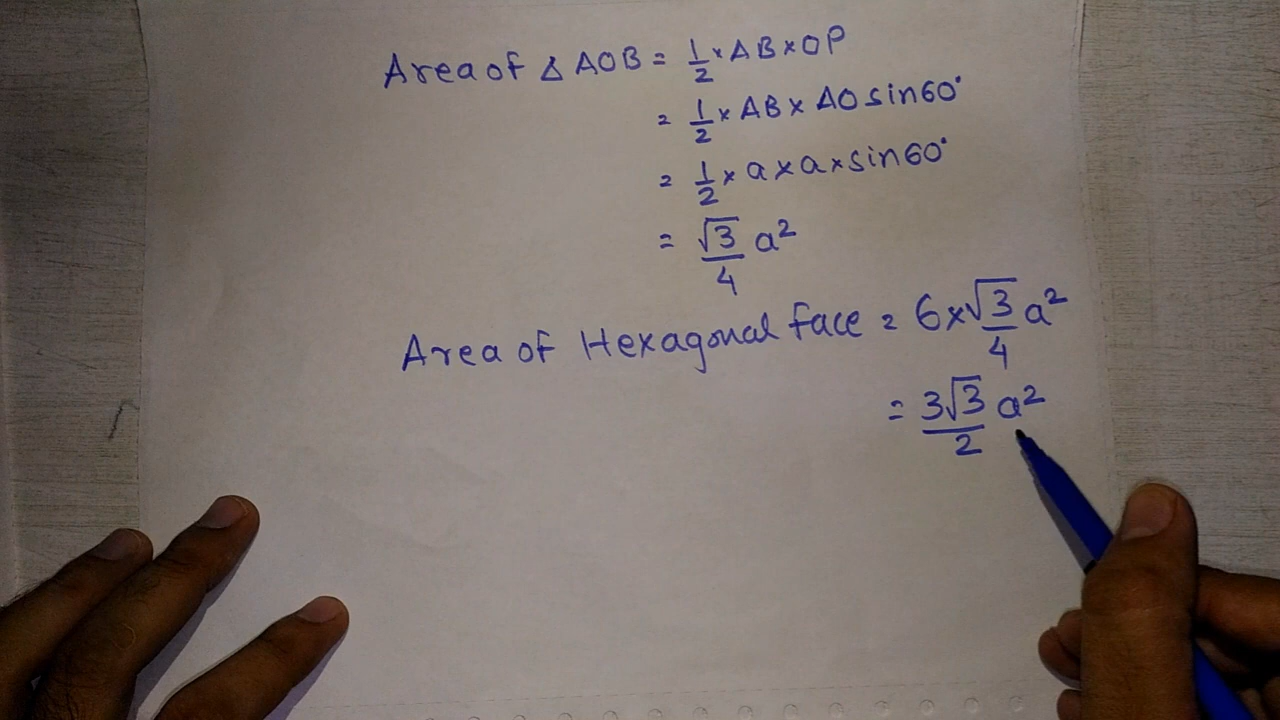 Area of Δ AOB = 1/2 × AB × OP
= 1/2 × AB × AO sin60°
= 1/2 × a × a × sin60°
= √3/4 a²
Area of Hexagonal face = 6 × √3/4 a²
= 3√3/2 a²